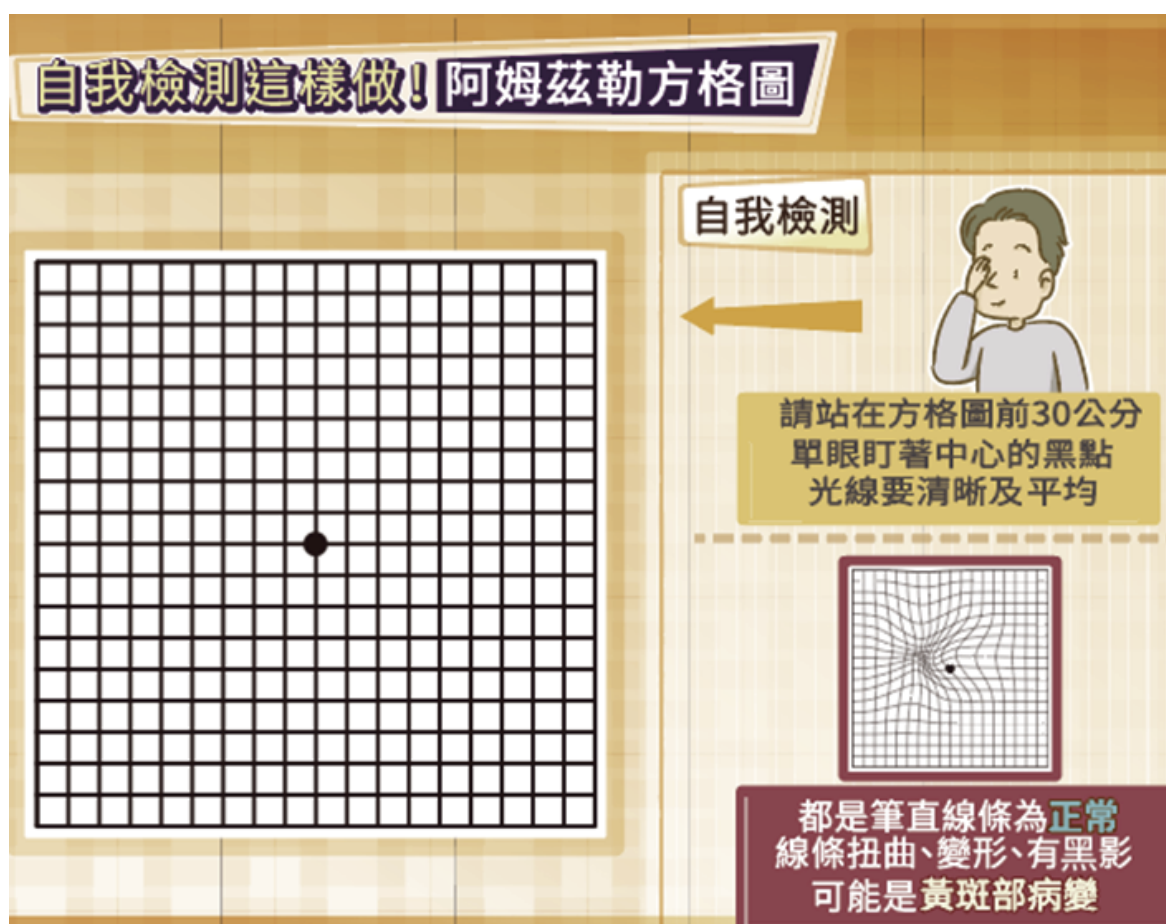 自我檢測這樣做!阿姆茲勒方格圖
自我檢測
請站在方格圖前30公分
單眼盯著中心的黑點
光線要清晰及平均
都是筆直線條為正常
線條扭曲、變形、有黑影
可能是黃斑部病變